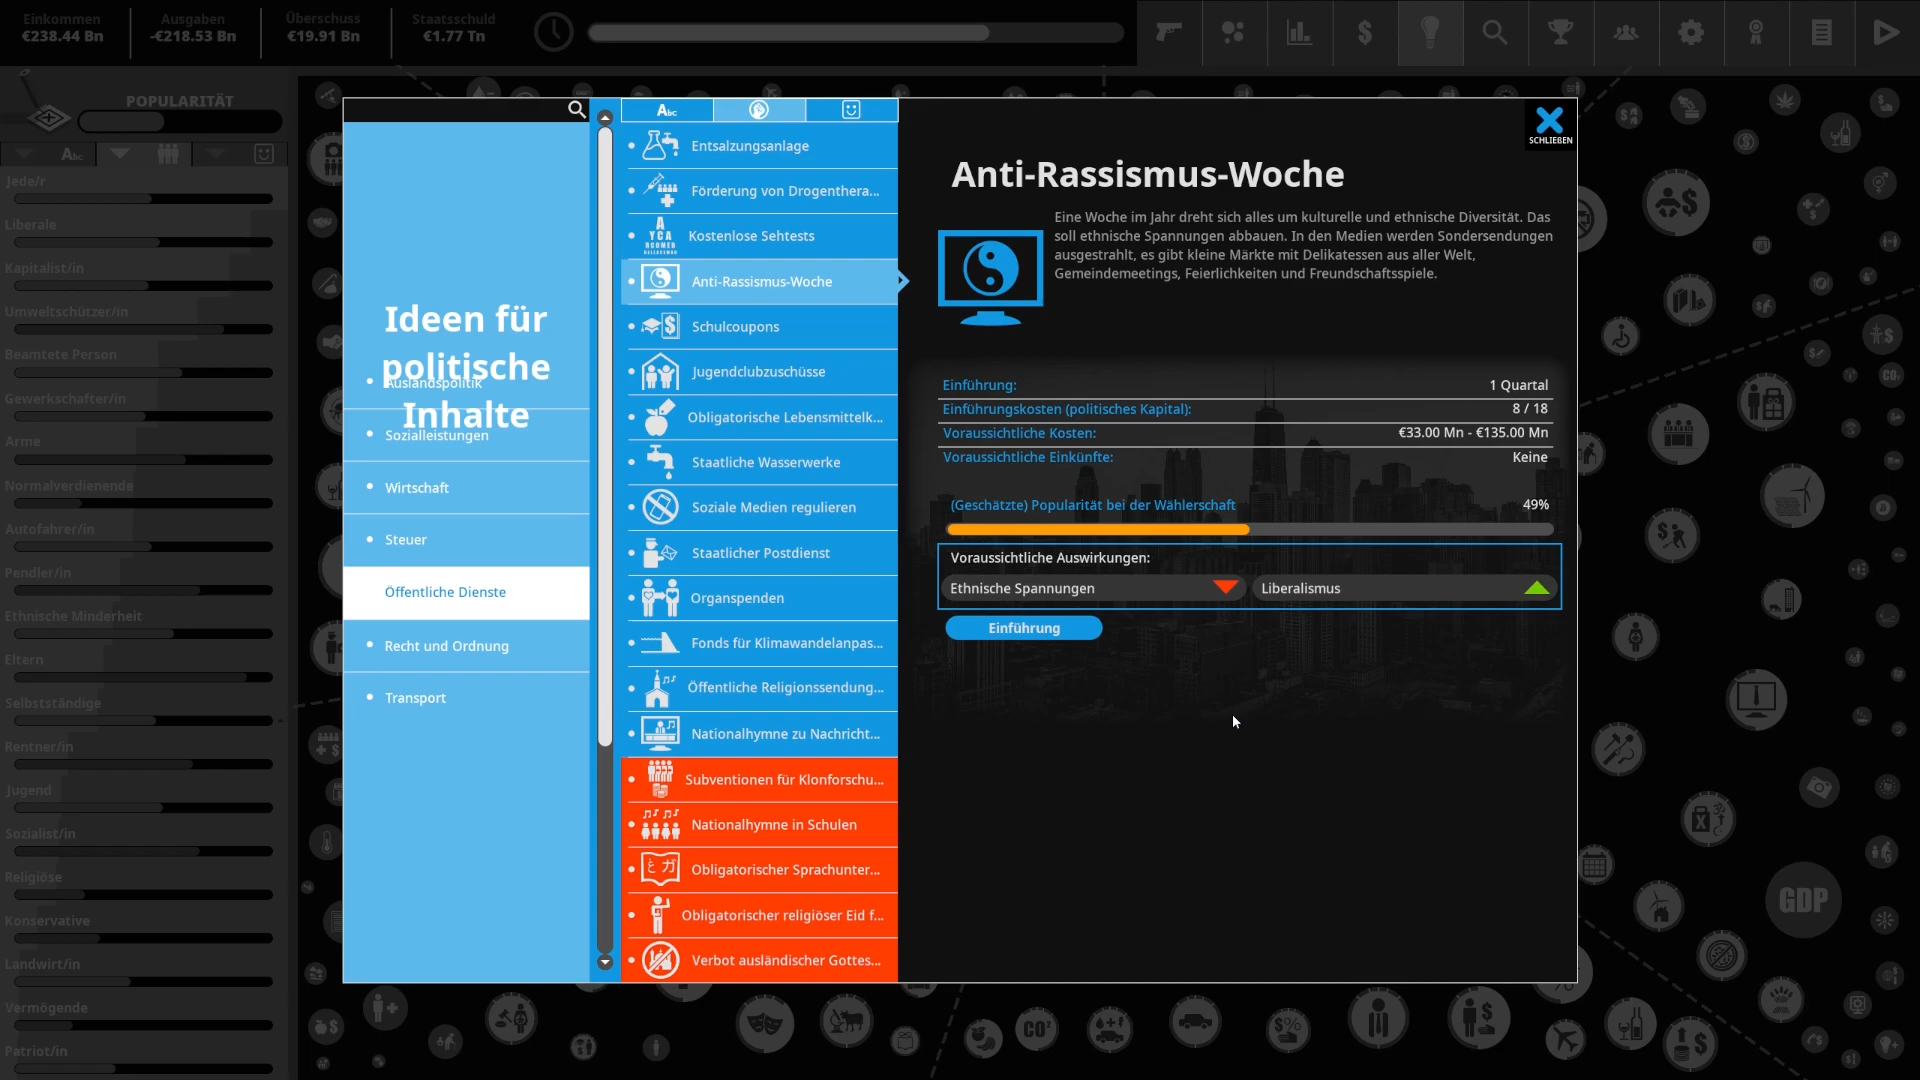 Einkommen
€238.44 Bn
Ausgaben
-€218.53 Bn
Überschuss
€19.91 Bn
Staatsschuld
€1.77 Tn
POPULARITÄT
Abc
Jede/r
Liberale
Kapitalist/in
Umweltschützer/in
Beamtete Person
Gewerkschafter/in
Arme
Normalverdienende
Autofahrer/in
Pendler/in
Ethnische Minderheit
Eltern
Selbstständige
Rentner/in
Jugend
Sozialist/in
Religiöse
Konservative
Landwirt/in
Vermögende
Patriot/in
Ideen für
politische
Inhalte
Auslandspolitik
Sozialleistungen
Wirtschaft
Steuer
Öffentliche Dienste
Recht und Ordnung
Transport
Abc
Entsalzungsanlage
Förderung von Drogenthera...
Kostenlose Sehtests
Anti-Rassismus-Woche
Schulcoupons
Jugendclubzuschüsse
Obligatorische Lebensmittelk...
Staatliche Wasserwerke
Soziale Medien regulieren
Staatlicher Postdienst
Organspenden
Fonds für Klimawandelanpas...
Öffentliche Religionssendung...
Nationalhymne zu Nachricht...
Subventionen für Klonforschu...
Nationalhymne in Schulen
Obligatorischer Sprachunter...
Obligatorischer religiöser Eid f...
Verbot ausländischer Gottes...
SCHLIEßEN
Anti-Rassismus-Woche
Eine Woche im Jahr dreht sich alles um kulturelle und ethnische Diversität. Das
soll ethnische Spannungen abbauen. In den Medien werden Sondersendungen
ausgestrahlt, es gibt kleine Märkte mit Delikatessen aus aller Welt,
Gemeindemeetings, Feierlichkeiten und Freundschaftsspiele.
Einführung: 1 Quartal
Einführungskosten (politisches Kapital): 8 / 18
Voraussichtliche Kosten: €33.00 Mn - €135.00 Mn
Voraussichtliche Einkünfte: Keine
(Geschätzte) Popularität bei der Wählerschaft 49%
Voraussichtliche Auswirkungen:
Ethnische Spannungen
Liberalismus
Einführung
GDP
CO²